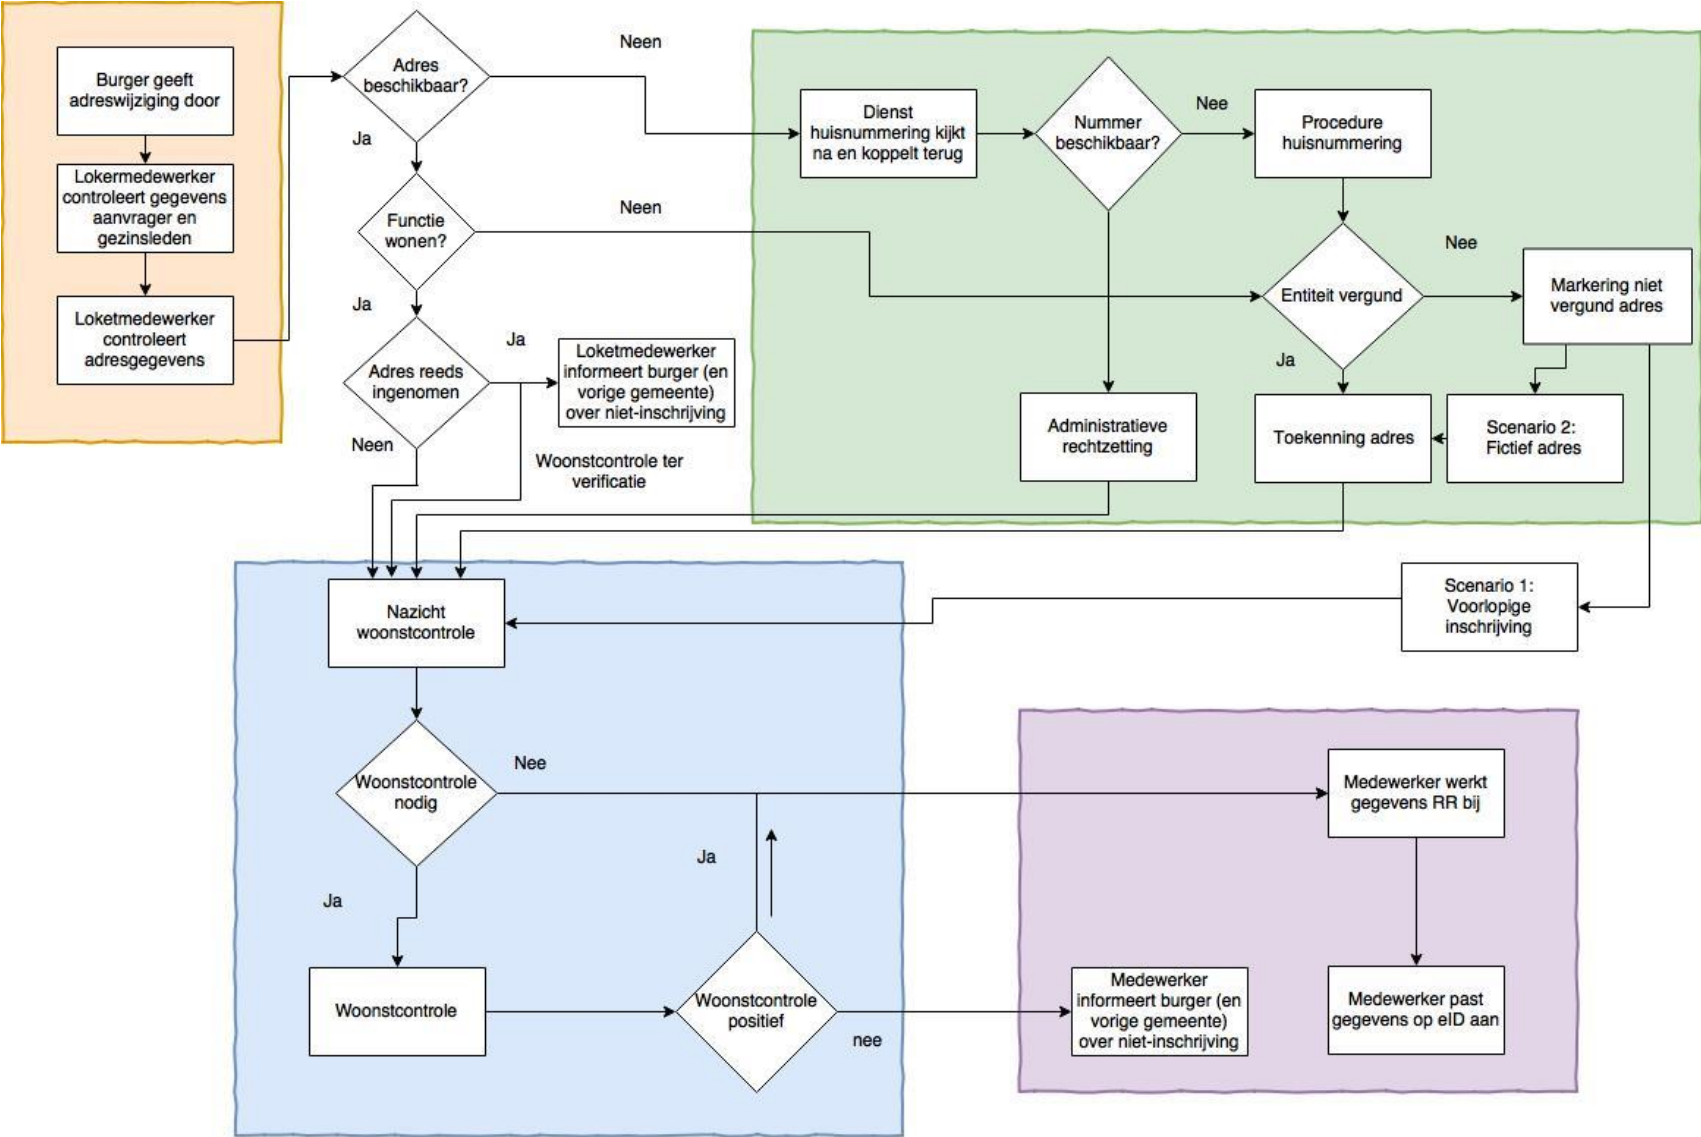 Burger geeft
adreswijziging door
Lokermedewerker
controleert gegevens
aanvrager en
gezinsleden
Loketmedewerker
controleert
adresgegevens
Adres
beschikbaar?
Neen
Ja
Functie
wonen?
Neen
Ja
Adres reeds
ingenomen
Ja
Neen
Loketmedewerker
informeert burger (en
vorige gemeente)
over niet-inschrijving
Woonstcontrole ter
verificatie
Dienst
huisnummering kijkt
na en koppelt terug
Nummer
beschikbaar?
Nee
Procedure
huisnummering
Entiteit vergund
Nee
Ja
Markering niet
vergund adres
Administratieve
rechtzetting
Toekenning adres
Scenario 2:
Fictief adres
Scenario 1:
Voorlopige
inschrijving
Nazicht
woonstcontrole
Woonstcontrole
nodig
Nee
Ja
Woonstcontrole
Ja
Woonstcontrole
positief
nee
Medewerker werkt
gegevens RR bij
Medewerker
informeert burger (en
vorige gemeente)
over niet-inschrijving
Medewerker past
gegevens op eID aan